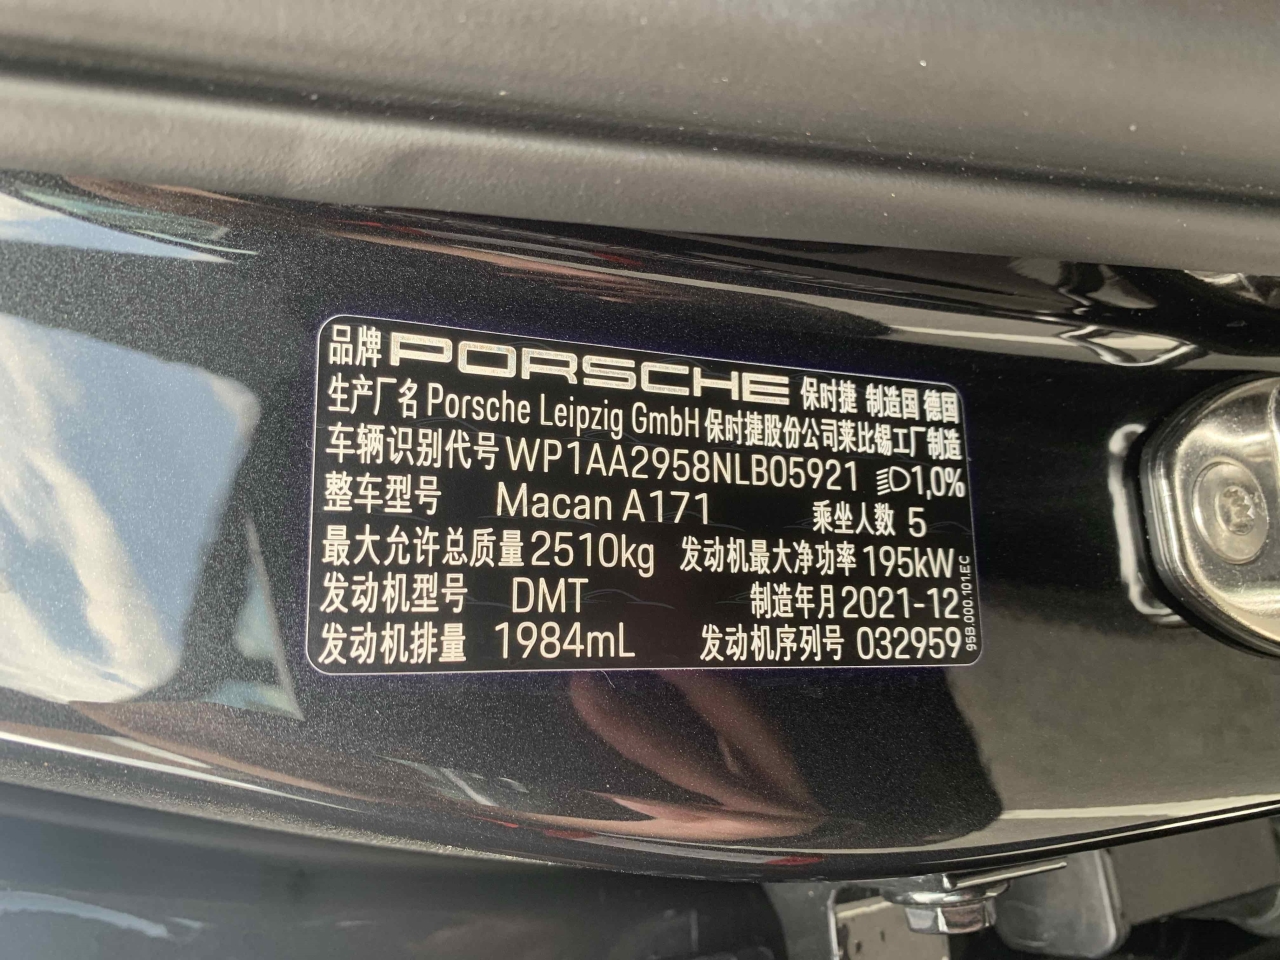 品牌 PORSCHE 保时捷 制造国 德国
生产厂名 Porsche Leipzig GmbH 保时捷股份公司莱比锡工厂制造
车辆识别代号 WP1AA2958NLB05921 1,0%
整车型号 Macan A171 乘坐人数 5
最大允许总质量 2510kg 发动机最大净功率 195kW
发动机型号 DMT 制造年月 2021-12
发动机排量 1984mL 发动机序列号 032959
95B.000.101.EC